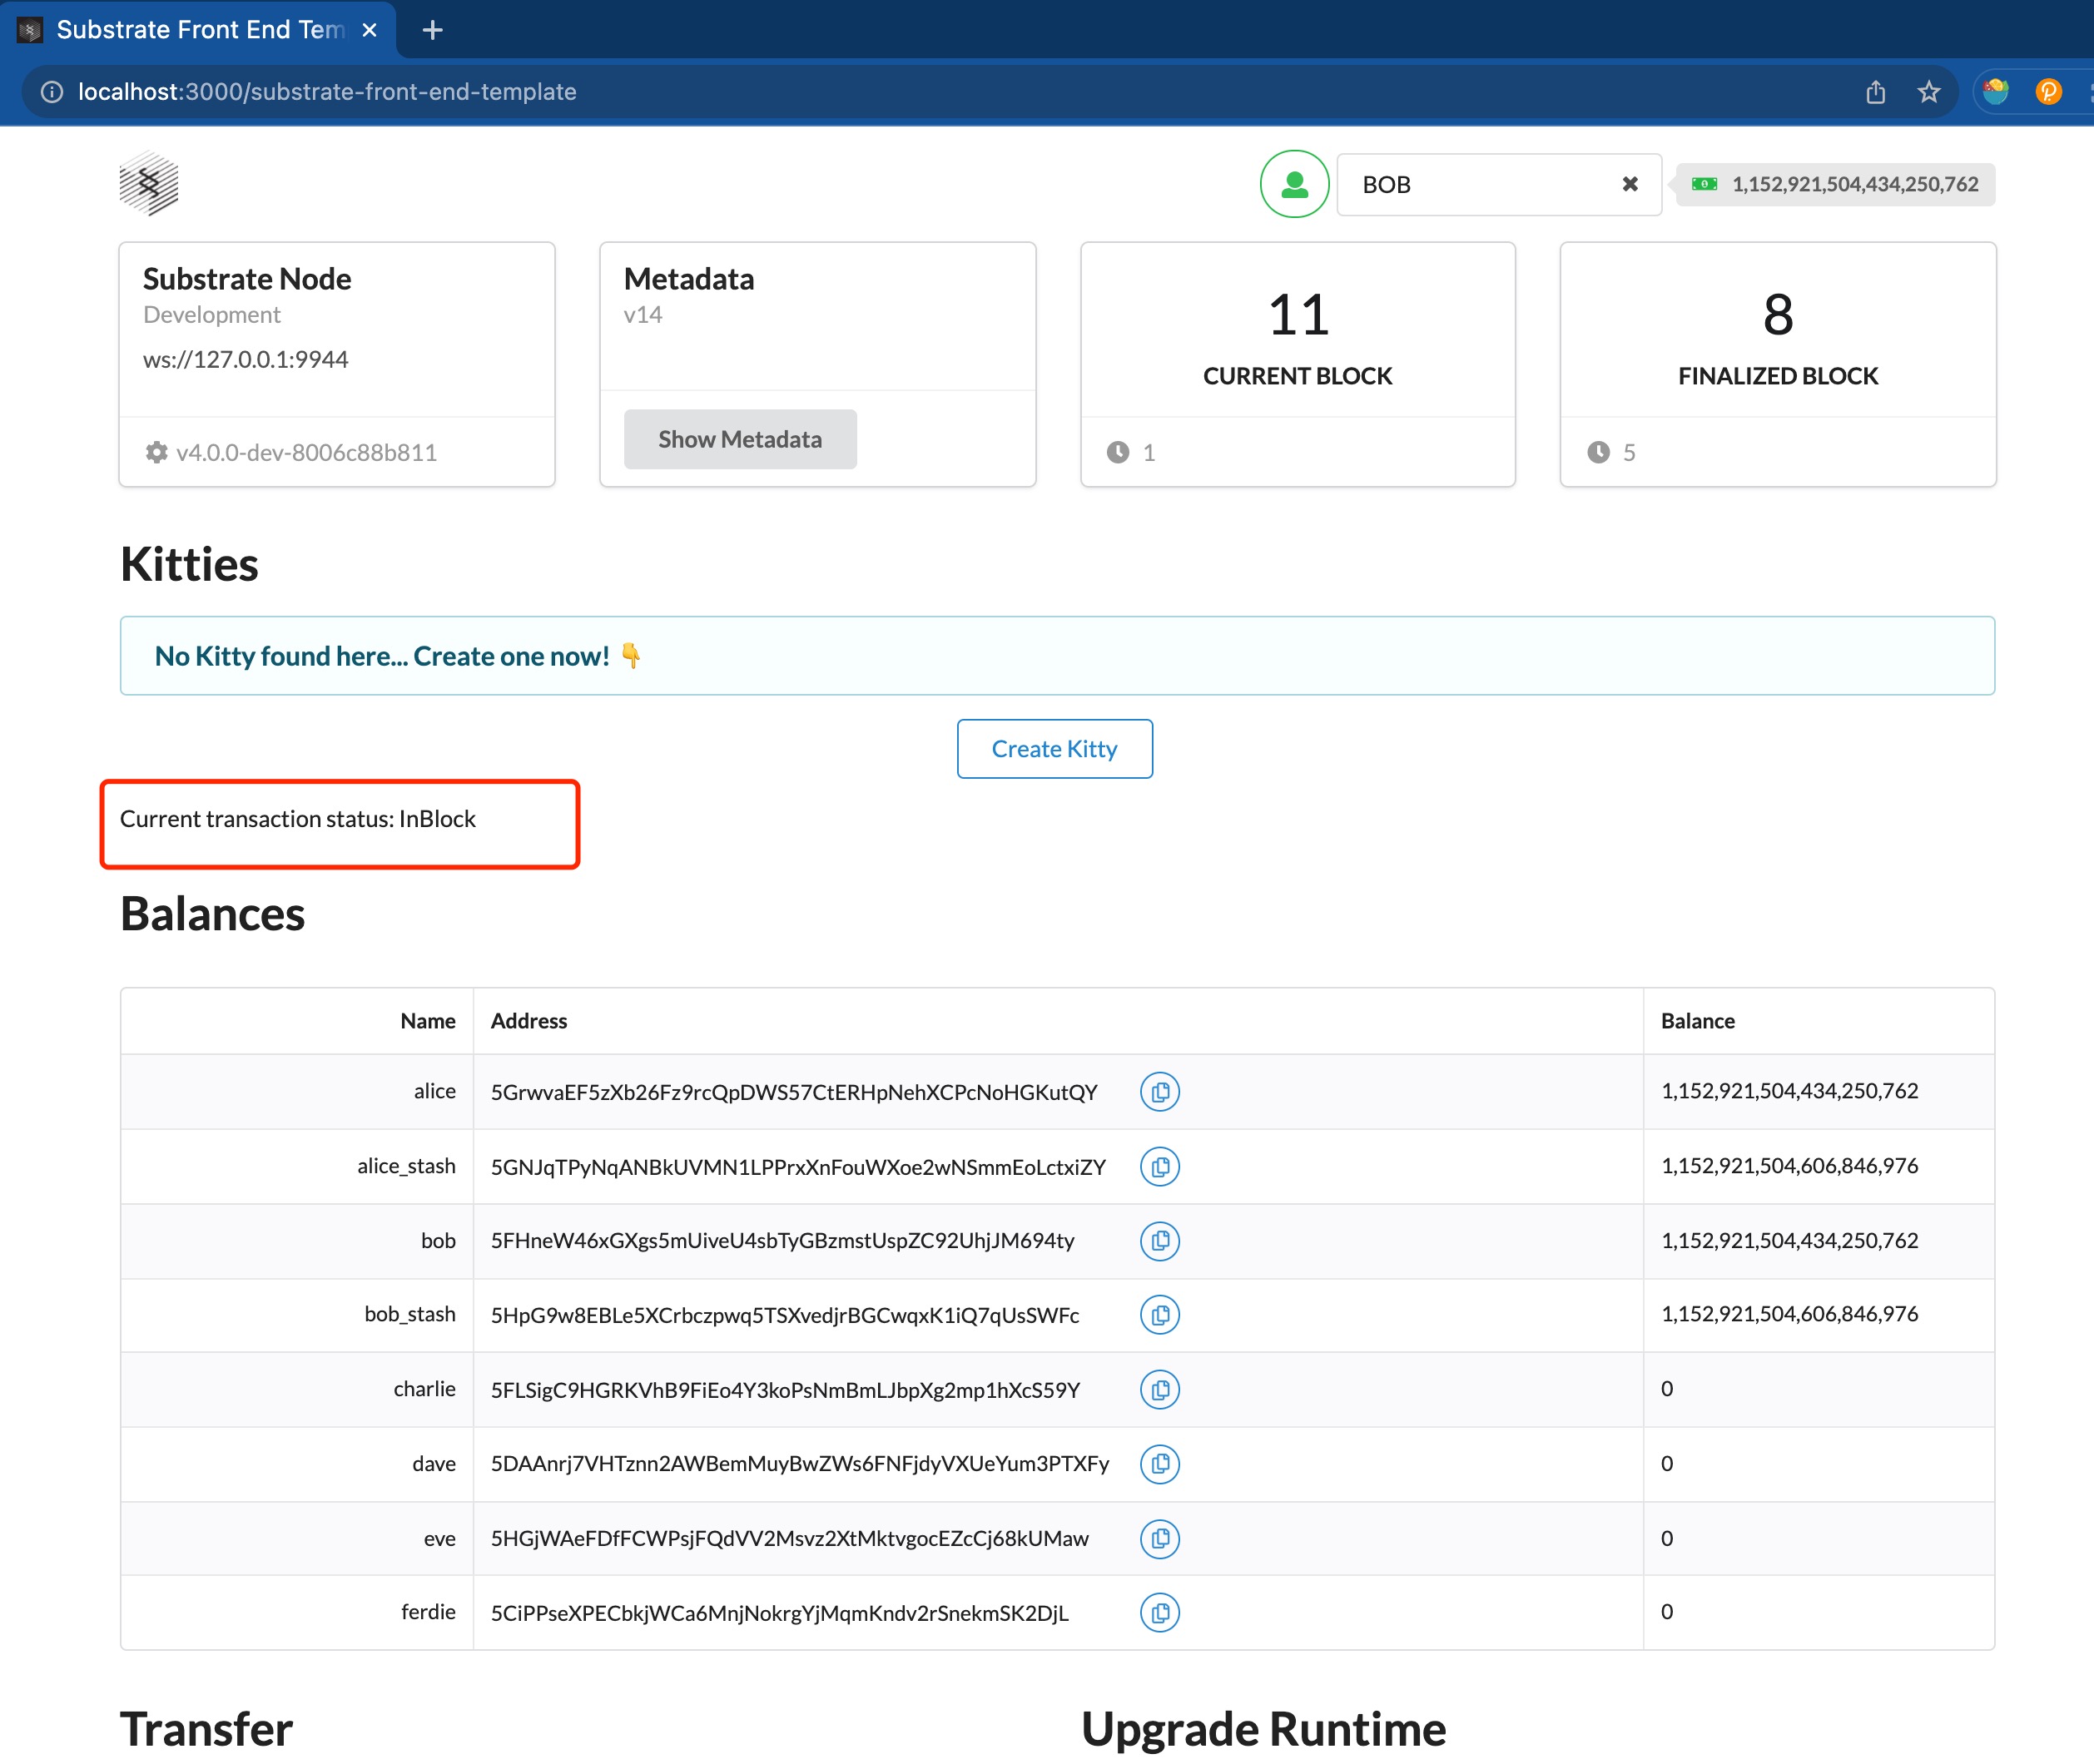 Substrate Front End Tem
localhost:3000/substrate-front-end-template
BOB
1,152,921,504,434,250,762
Substrate Node
Development
ws://127.0.0.1:9944
v4.0.0-dev-8006c88b811
Metadata
v14
Show Metadata
11
CURRENT BLOCK
1
8
FINALIZED BLOCK
5
Kitties
No Kitty found here... Create one now! 👇
Create Kitty
Current transaction status: InBlock
Balances
Name Address Balance
alice 5GrwvaEF5zXb26Fz9rcQpDWS57CtERHpNehXCPcNoHGKutQY 1,152,921,504,434,250,762
alice_stash 5GNJqTPyNqANBkUVMN1LPPrxXnFouWXoe2wNSmmEoLctxiZY 1,152,921,504,606,846,976
bob 5FHneW46xGXgs5mUiveU4sbTyGBzmstUspZC92UhjJM694ty 1,152,921,504,434,250,762
bob_stash 5HpG9w8EBLe5XCrbczpwq5TSXvedjrBGCwqxK1iQ7qUsSWFc 1,152,921,504,606,846,976
charlie 5FLSigC9HGRKVhB9FiEo4Y3koPsNmBmLJbpXg2mp1hXcS59Y 0
dave 5DAAnrj7VHTznn2AWBemMuyBwZWs6FNFjdyVXUeYum3PTXFy 0
eve 5HGjWAeFDfFCWPsjFQdVV2Msvz2XtMktvgocEZcCj68kUMaw 0
ferdie 5CiPPseXPECbkjWCa6MnjNokrgYjMqmKndv2rSnekmSK2DjL 0
Transfer
Upgrade Runtime